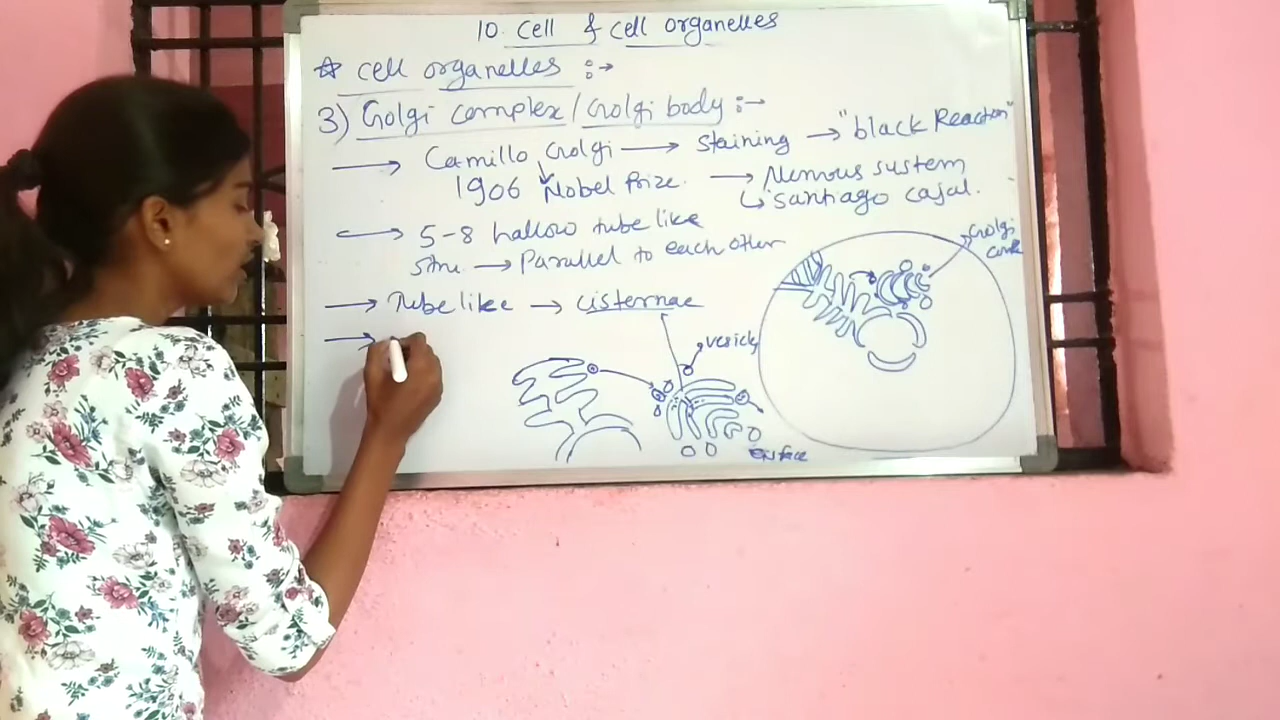 10. Cell & cell organelles
☆ cell organelles :→
3) Golgi complex / Golgi body :→
→ Camillo Golgi → staining → "black Reaction"
1906 Nobel Prize. → Nervous system
↳ santiago cajal.
→ 5-8 hallow tube like
stru → Parallel to each other
→ Tube like → cisternae
→
vesicle
Golgi